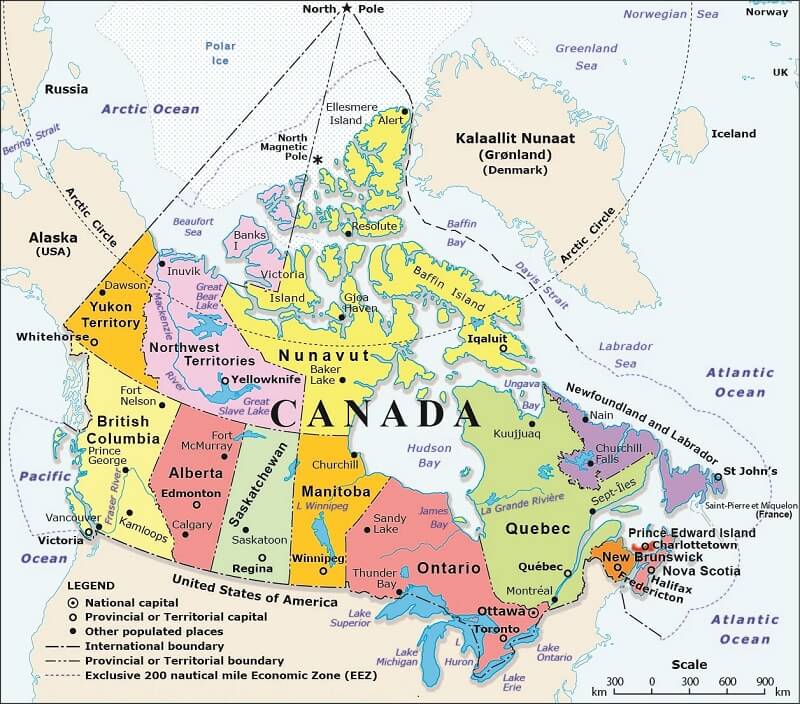 North Pole
Norwegian Sea
Norway
Polar
Ice
Greenland
Sea
UK
Russia
Arctic Ocean
Bering Strait
Ellesmere
Island
Alert
North
Magnetic
Pole
Kalaallit Nunaat
(Grønland)
(Denmark)
Iceland
Arctic Circle
Beaufort
Sea
Banks
I
Resolute
Baffin
Bay
Arctic Circle
Alaska
(USA)
Inuvik
Victoria
Island
Baffin Island
Davis Strait
Dawson
Great
Bear
Lake
Gjoa
Haven
Yukon
Territory
Mackenzie
River
Whitehorse
Northwest
Territories
Nunavut
Iqaluit
Labrador
Sea
Baker
Lake
Yellowknife
Great
Slave Lake
Atlantic
Ocean
Fort
Nelson
CANADA
Ungava
Bay
Newfoundland and Labrador
Nain
Kuujjuaq
British
Columbia
Fort
McMurray
Hudson
Bay
Churchill
Falls
Prince
George
Alberta
Saskatchewan
Churchill
St John's
Pacific
Ocean
Fraser River
Edmonton
Manitoba
L Winnipeg
James
Bay
La Grande Rivière
Sept-Îles
Saint-Pierre et Miquelon
(France)
Vancouver
Kamloops
Calgary
Saskatoon
Sandy
Lake
Quebec
Prince Edward Island
Charlottetown
Victoria
Regina
Winnipeg
Ontario
Québec
New Brunswick
Nova Scotia
Halifax
Fredericton
United States of America
Thunder
Bay
Montréal
Ottawa
Toronto
Lake
Superior
Lake
Michigan
L
Huron
Lake
Ontario
Lake
Erie
Atlantic
Ocean
LEGEND
National capital
Provincial or Territorial capital
Other populated places
International boundary
Provincial or Territorial boundary
Exclusive 200 nautical mile Economic Zone (EEZ)
Scale
300 0 300 600 900
km km